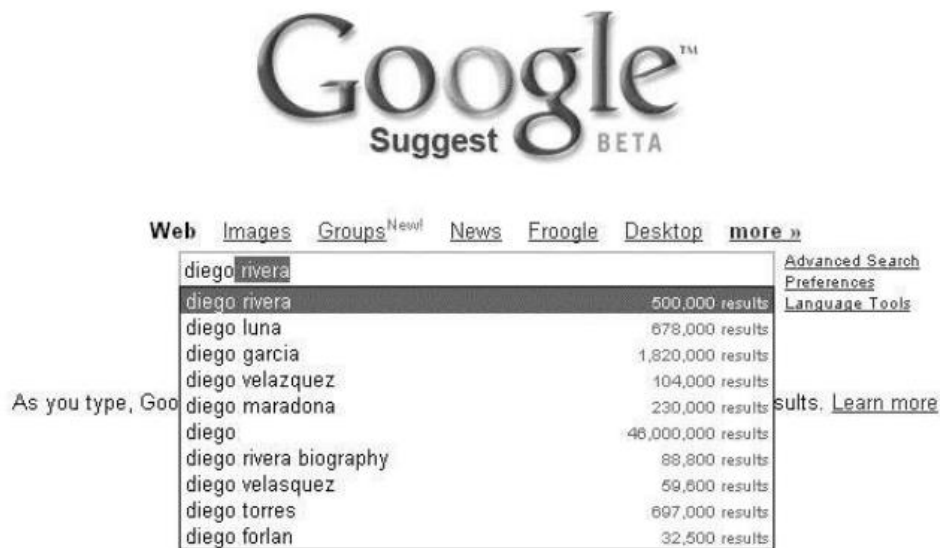 Google™
Suggest BETA
Web Images Groups New! News Froogle Desktop more »
diego rivera
Advanced Search
Preferences
Language Tools
diego rivera 500,000 results
diego luna 678,000 results
diego garcia 1,820,000 results
diego velazquez 104,000 results
diego maradona 230,000 results
diego 46,000,000 results
diego rivera biography 88,800 results
diego velasquez 59,600 results
diego torres 697,000 results
diego forlan 32,500 results
As you type, Goo sults. Learn more